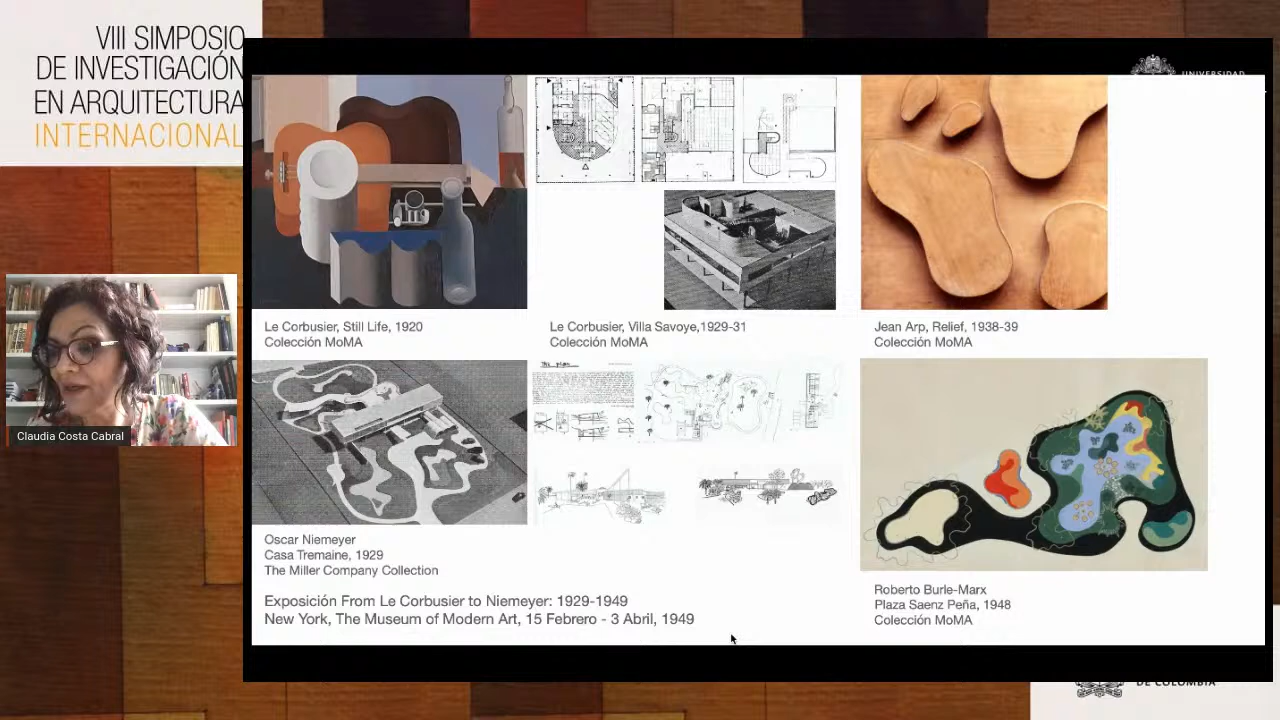 VIII SIMPOSIO
DE INVESTIGACIÓN
EN ARQUITECTURA
INTERNACIONAL
UNIVERSIDAD
Le Corbusier, Still Life, 1920
Colección MoMA
Le Corbusier, Villa Savoye,1929-31
Colección MoMA
Jean Arp, Relief, 1938-39
Colección MoMA
Claudia Costa Cabral
Oscar Niemeyer
Casa Tremaine, 1929
The Miller Company Collection
Exposición From Le Corbusier to Niemeyer: 1929-1949
New York, The Museum of Modern Art, 15 Febrero - 3 Abril, 1949
Roberto Burle-Marx
Plaza Saenz Peña, 1948
Colección MoMA
DE COLOMBIA